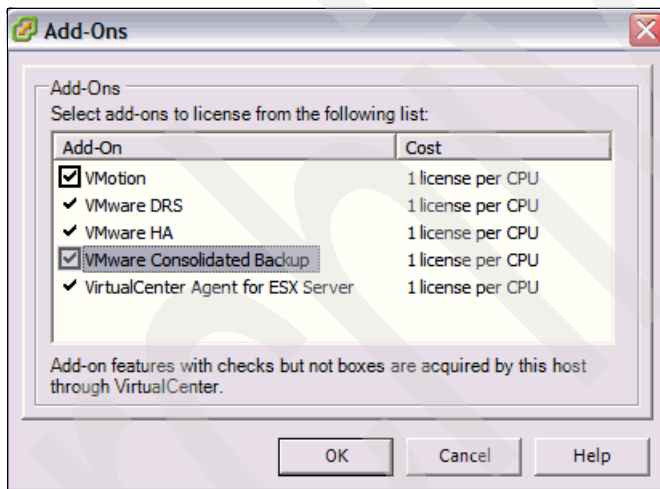 Add-Ons
Add-Ons
Select add-ons to license from the following list:
Add-On Cost
VMotion 1 license per CPU
VMware DRS 1 license per CPU
VMware HA 1 license per CPU
VMware Consolidated Backup 1 license per CPU
VirtualCenter Agent for ESX Server 1 license per CPU
Add-on features with checks but not boxes are acquired by this host
through VirtualCenter.
OK Cancel Help